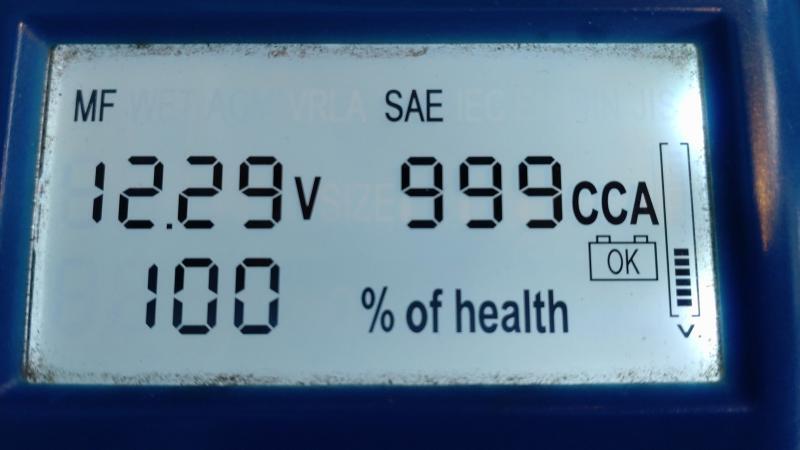 MF SAE
12.29V 999CCA
OK
100 % of health
V